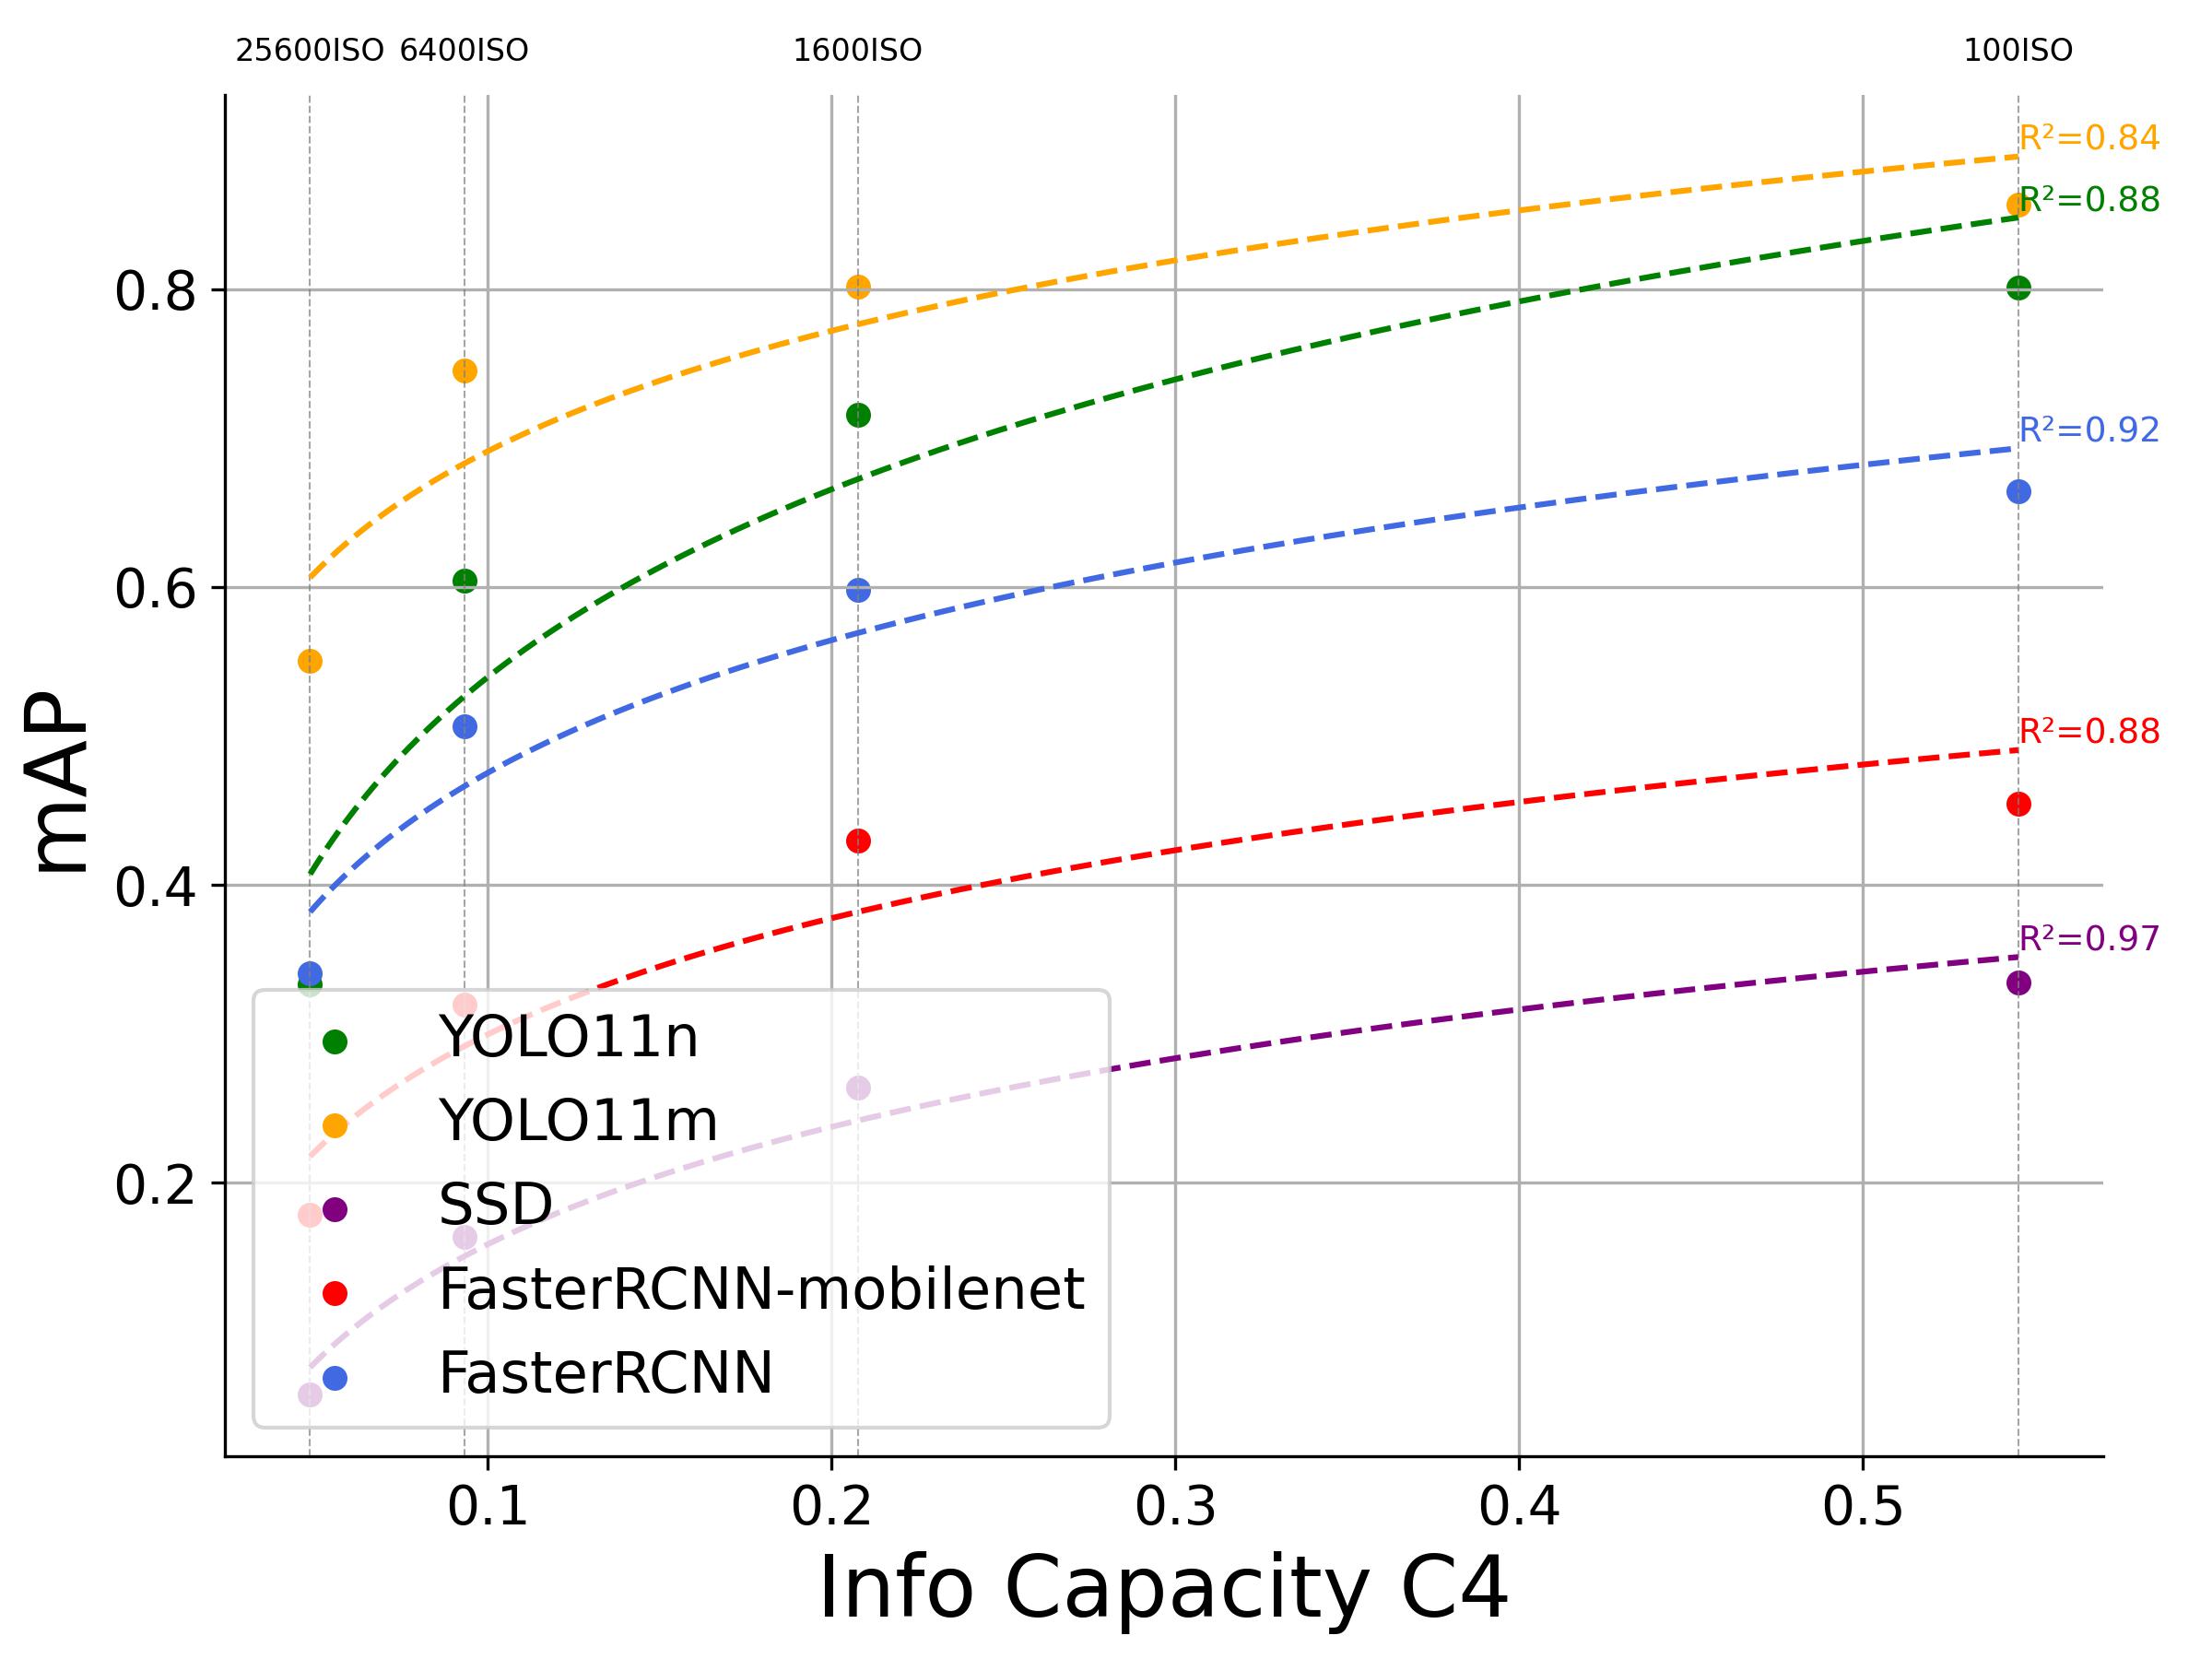 25600ISO 6400ISO 1600ISO 100ISO
R²=0.84
R²=0.88
R²=0.92
R²=0.88
R²=0.97
mAP
0.8
0.6
0.4
0.2
YOLO11n
YOLO11m
SSD
FasterRCNN-mobilenet
FasterRCNN
0.1 0.2 0.3 0.4 0.5
Info Capacity C4